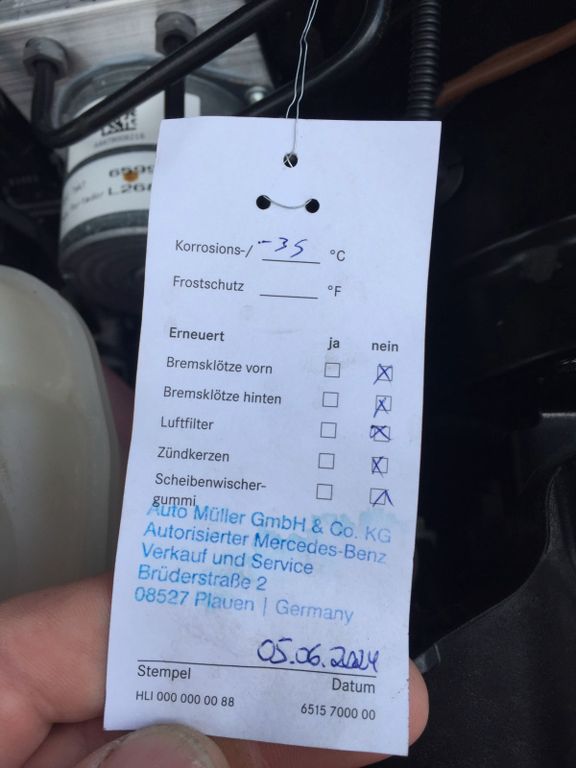 6599
L26A
Korrosions-/ -35 °C
Frostschutz °F
Erneuert ja nein
Bremsklötze vorn
Bremsklötze hinten
Luftfilter
Zündkerzen
Scheibenwischer-
gummi
Auto Müller GmbH & Co. KG
Autorisierter Mercedes-Benz
Verkauf und Service
Brüderstraße 2
08527 Plauen | Germany
05.06.2024
Stempel Datum
HLI 000 000 00 88 6515 7000 00